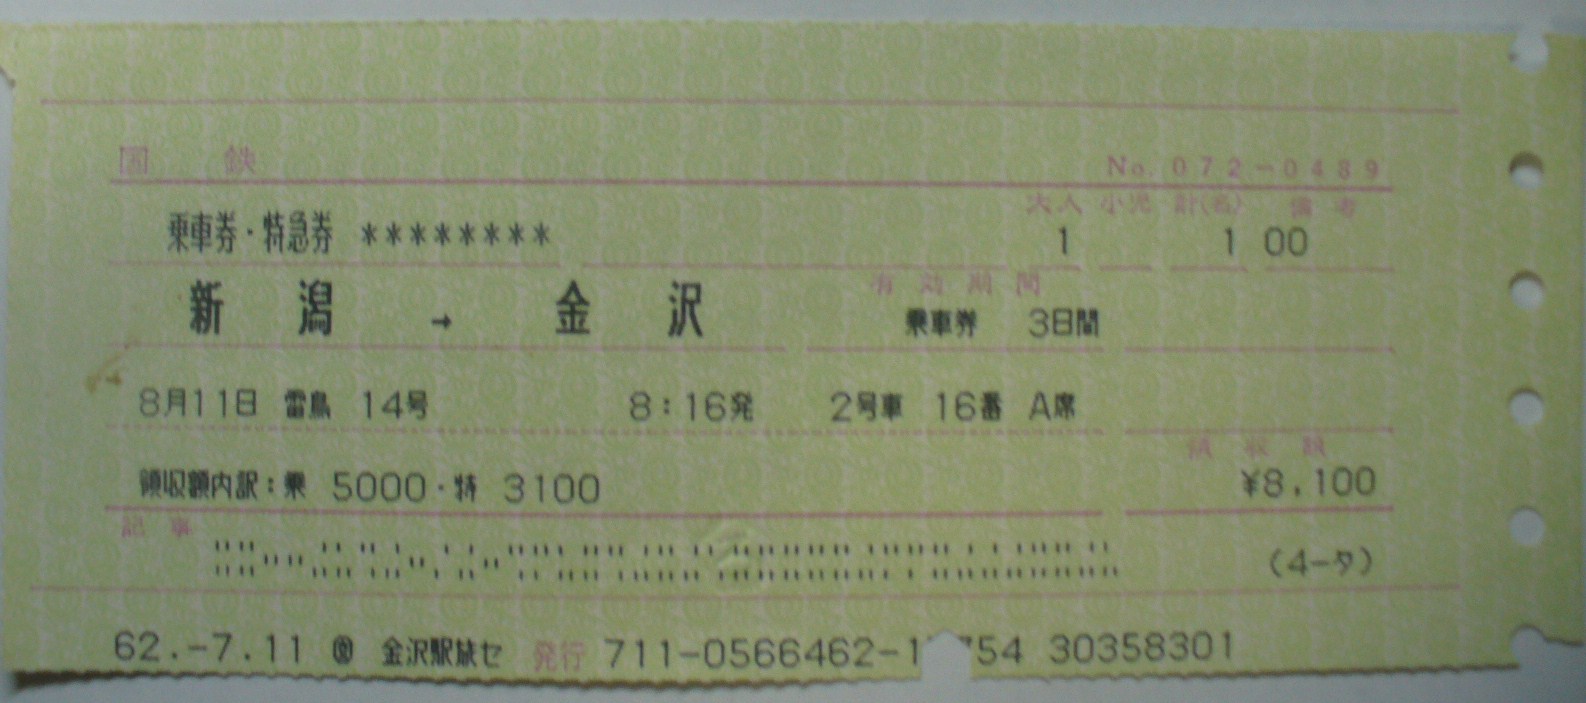 国鉄 No. 072-0489
大人 小児 計(名) 備考
乗車券・特急券 ******** 1 1 00
新潟 → 金沢
有効期間
乗車券 3日間
8月11日 雷鳥 14号 8:16発 2号車 16番 A席
領収額
領収額内訳:乗 5000・特 3100 ¥8,100
記事
(4-タ)
62.-7.11 金沢駅旅セ 発行 711-0566462-1 754 30358301